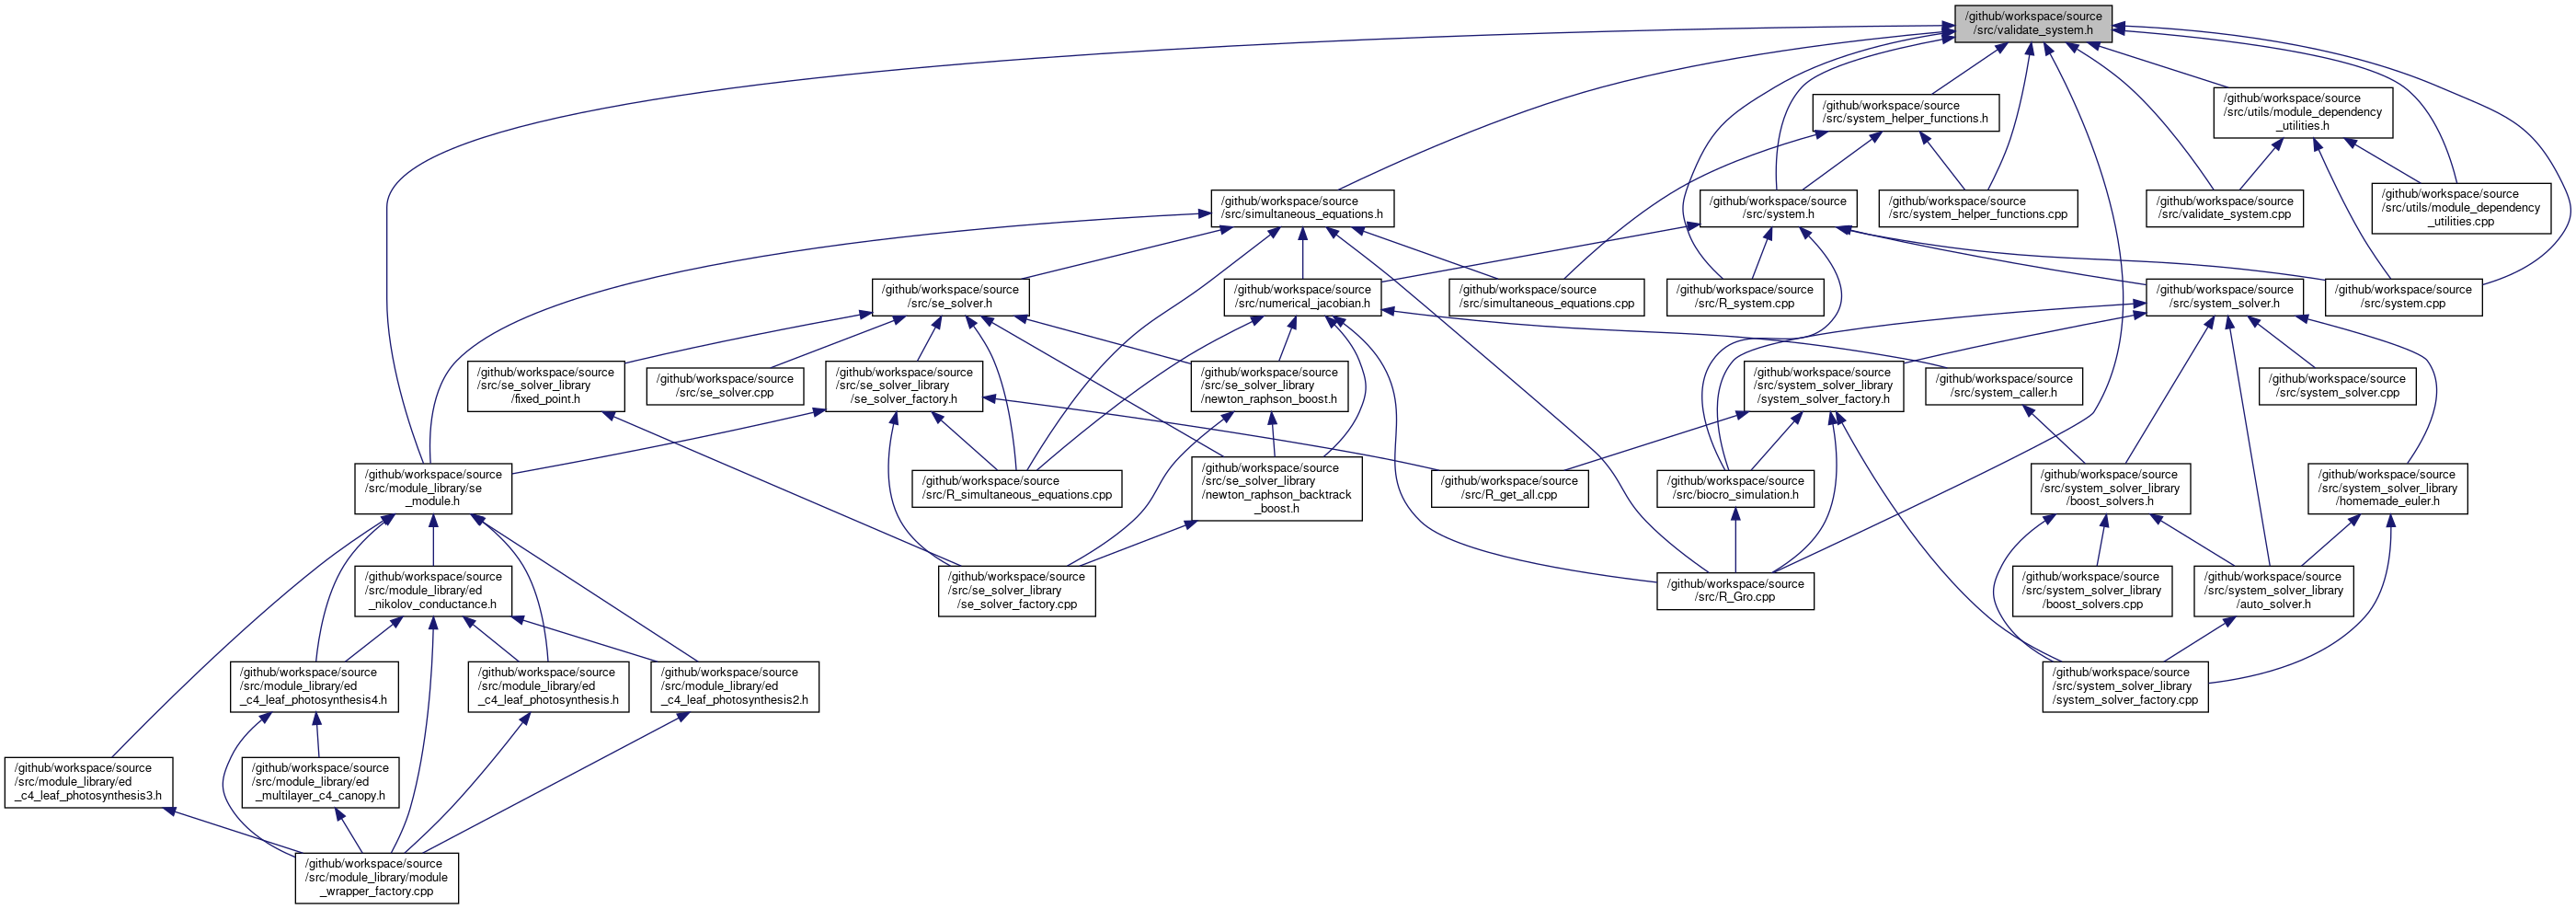 /github/workspace/source
/src/validate_system.h
/github/workspace/source
/src/system_helper_functions.h
/github/workspace/source
/src/utils/module_dependency
_utilities.h
/github/workspace/source
/src/simultaneous_equations.h
/github/workspace/source
/src/system.h
/github/workspace/source
/src/system_helper_functions.cpp
/github/workspace/source
/src/validate_system.cpp
/github/workspace/source
/src/utils/module_dependency
_utilities.cpp
/github/workspace/source
/src/se_solver.h
/github/workspace/source
/src/numerical_jacobian.h
/github/workspace/source
/src/simultaneous_equations.cpp
/github/workspace/source
/src/R_system.cpp
/github/workspace/source
/src/system_solver.h
/github/workspace/source
/src/system.cpp
/github/workspace/source
/src/se_solver_library
/fixed_point.h
/github/workspace/source
/src/se_solver.cpp
/github/workspace/source
/src/se_solver_library
/se_solver_factory.h
/github/workspace/source
/src/se_solver_library
/newton_raphson_boost.h
/github/workspace/source
/src/system_solver_library
/system_solver_factory.h
/github/workspace/source
/src/system_caller.h
/github/workspace/source
/src/system_solver.cpp
/github/workspace/source
/src/module_library/se
_module.h
/github/workspace/source
/src/R_simultaneous_equations.cpp
/github/workspace/source
/src/se_solver_library
/newton_raphson_backtrack
_boost.h
/github/workspace/source
/src/R_get_all.cpp
/github/workspace/source
/src/biocro_simulation.h
/github/workspace/source
/src/system_solver_library
/boost_solvers.h
/github/workspace/source
/src/system_solver_library
/homemade_euler.h
/github/workspace/source
/src/module_library/ed
_nikolov_conductance.h
/github/workspace/source
/src/se_solver_library
/se_solver_factory.cpp
/github/workspace/source
/src/R_Gro.cpp
/github/workspace/source
/src/system_solver_library
/boost_solvers.cpp
/github/workspace/source
/src/system_solver_library
/auto_solver.h
/github/workspace/source
/src/module_library/ed
_c4_leaf_photosynthesis4.h
/github/workspace/source
/src/module_library/ed
_c4_leaf_photosynthesis.h
/github/workspace/source
/src/module_library/ed
_c4_leaf_photosynthesis2.h
/github/workspace/source
/src/system_solver_library
/system_solver_factory.cpp
/github/workspace/source
/src/module_library/ed
_c4_leaf_photosynthesis3.h
/github/workspace/source
/src/module_library/ed
_multilayer_c4_canopy.h
/github/workspace/source
/src/module_library/module
_wrapper_factory.cpp